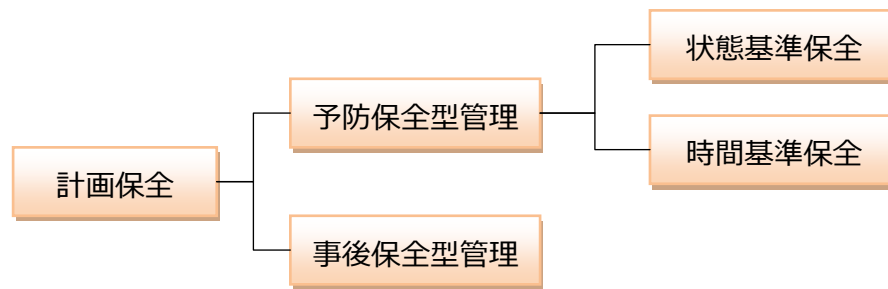 状態基準保全
予防保全型管理
時間基準保全
計画保全
事後保全型管理